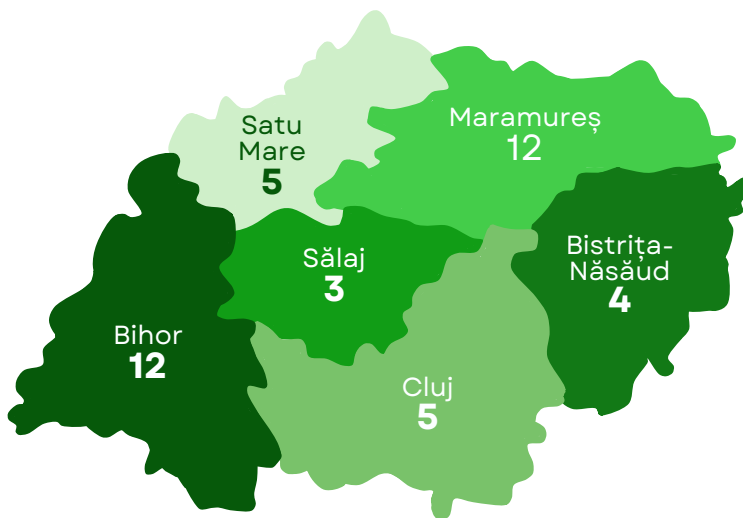 Satu
Mare
5
Maramureș
12
Bistrița-
Năsăud
4
Sălaj
3
Bihor
12
Cluj
5